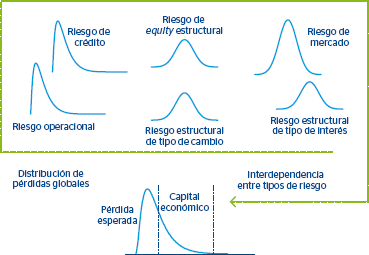 Riesgo de
crédito
Riesgo de
equity estructural
Riesgo de
mercado
Riesgo operacional
Riesgo estructural
de tipo de cambio
Riesgo estructural
de tipo de interés
Distribución de
pérdidas globales
Interdependencia
entre tipos de riesgo
Pérdida
esperada
Capital
económico